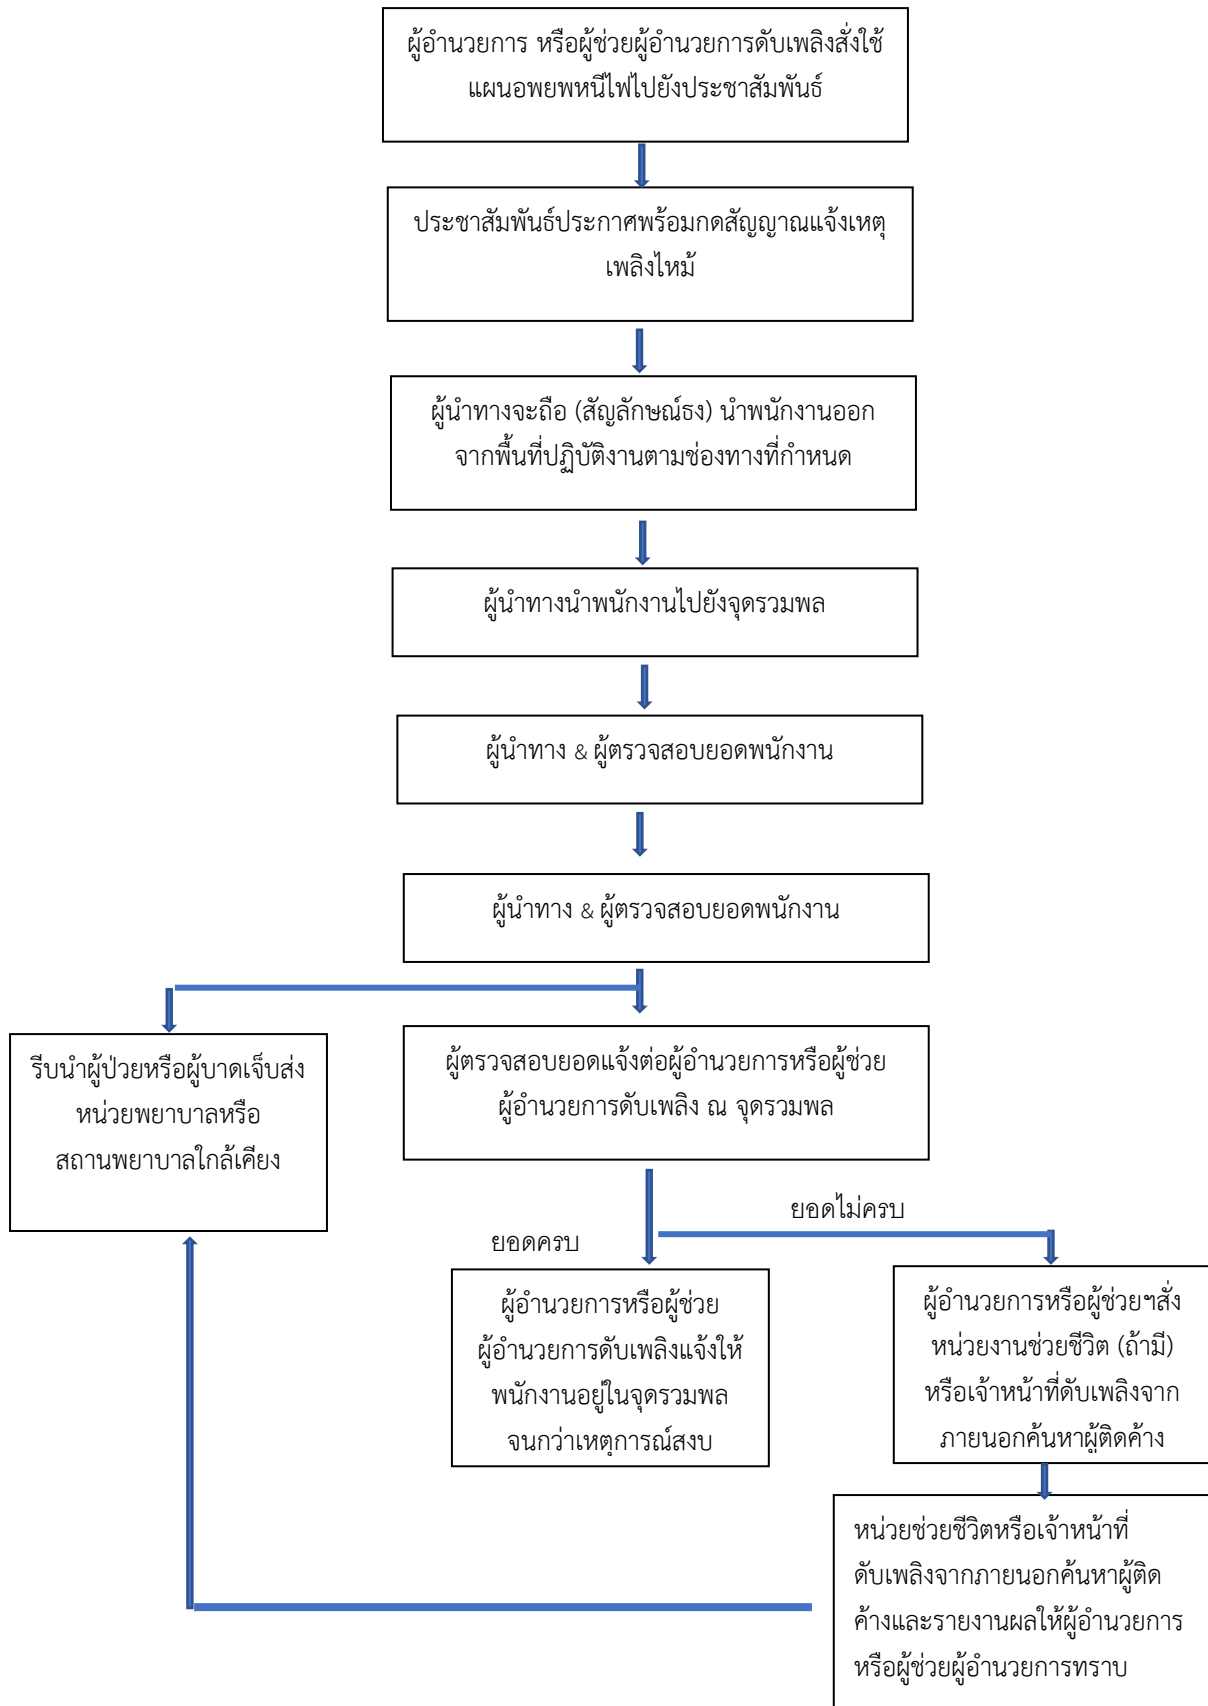 ผู้อำนวยการ หรือผู้ช่วยผู้อำนวยการดับเพลิงสั่งใช้
แผนอพยพหนีไฟไปยังประชาสัมพันธ์
ประชาสัมพันธ์ประกาศพร้อมกดสัญญาณแจ้งเหตุ
เพลิงไหม้
ผู้นำทางจะถือ (สัญลักษณ์ธง) นำพนักงานออก
จากพื้นที่ปฏิบัติงานตามช่องทางที่กำหนด
ผู้นำทางนำพนักงานไปยังจุดรวมพล
ผู้นำทาง & ผู้ตรวจสอบยอดพนักงาน
ผู้นำทาง & ผู้ตรวจสอบยอดพนักงาน
รีบนำผู้ป่วยหรือผู้บาดเจ็บส่ง
หน่วยพยาบาลหรือ
สถานพยาบาลใกล้เคียง
ผู้ตรวจสอบยอดแจ้งต่อผู้อำนวยการหรือผู้ช่วย
ผู้อำนวยการดับเพลิง ณ จุดรวมพล
ยอดไม่ครบ
ยอดครบ
ผู้อำนวยการหรือผู้ช่วย
ผู้อำนวยการดับเพลิงแจ้งให้
พนักงานอยู่ในจุดรวมพล
จนกว่าเหตุการณ์สงบ
ผู้อำนวยการหรือผู้ช่วยฯสั่ง
หน่วยงานช่วยชีวิต (ถ้ามี)
หรือเจ้าหน้าที่ดับเพลิงจาก
ภายนอกค้นหาผู้ติดค้าง
หน่วยช่วยชีวิตหรือเจ้าหน้าที่
ดับเพลิงจากภายนอกค้นหาผู้ติด
ค้างและรายงานผลให้ผู้อำนวยการ
หรือผู้ช่วยผู้อำนวยการทราบ